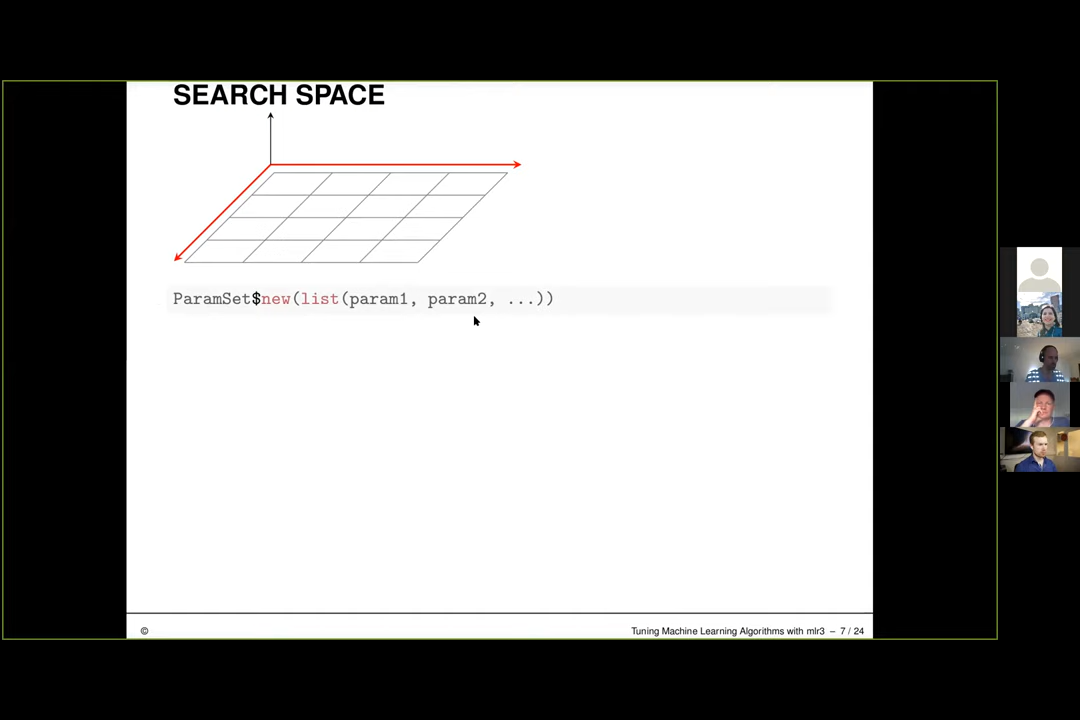 SEARCH SPACE
ParamSet$new(list(param1, param2, ...))
© Tuning Machine Learning Algorithms with mlr3 – 7 / 24